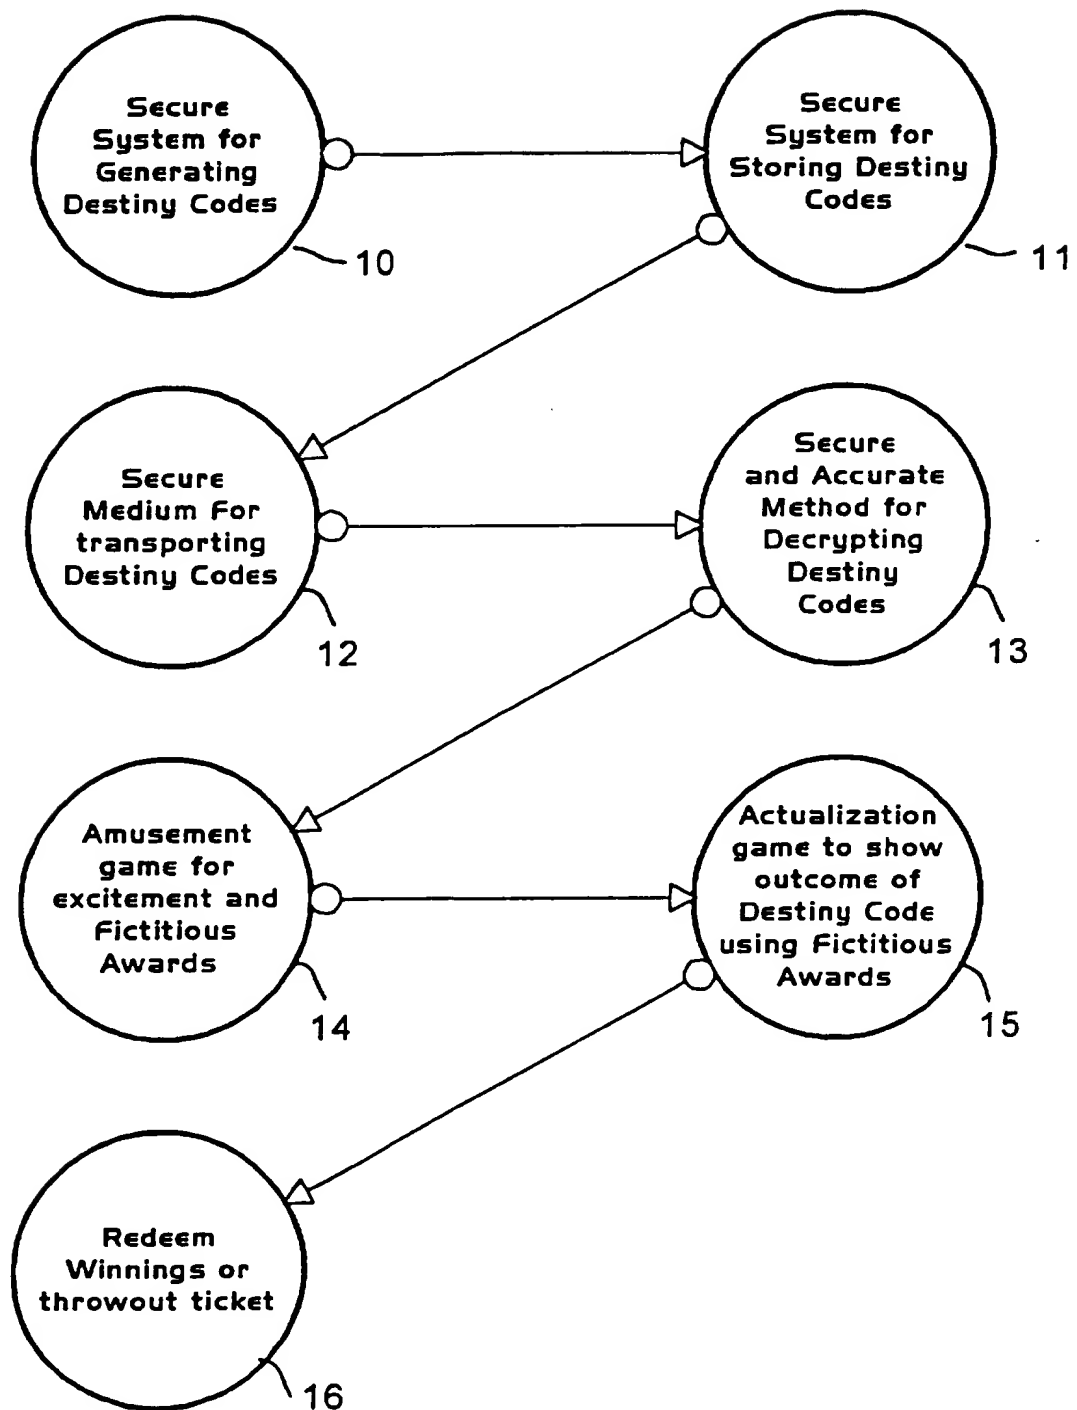 Secure
System for
Generating
Destiny Codes
10
Secure
System for
Storing Destiny
Codes
11
Secure
Medium For
transporting
Destiny Codes
12
Secure
and Accurate
Method for
Decrypting
Destiny
Codes
13
Amusement
game for
excitement and
Fictitious
Awards
14
Actualization
game to show
outcome of
Destiny Code
using Fictitious
Awards
15
Redeem
Winnings or
throwout ticket
16